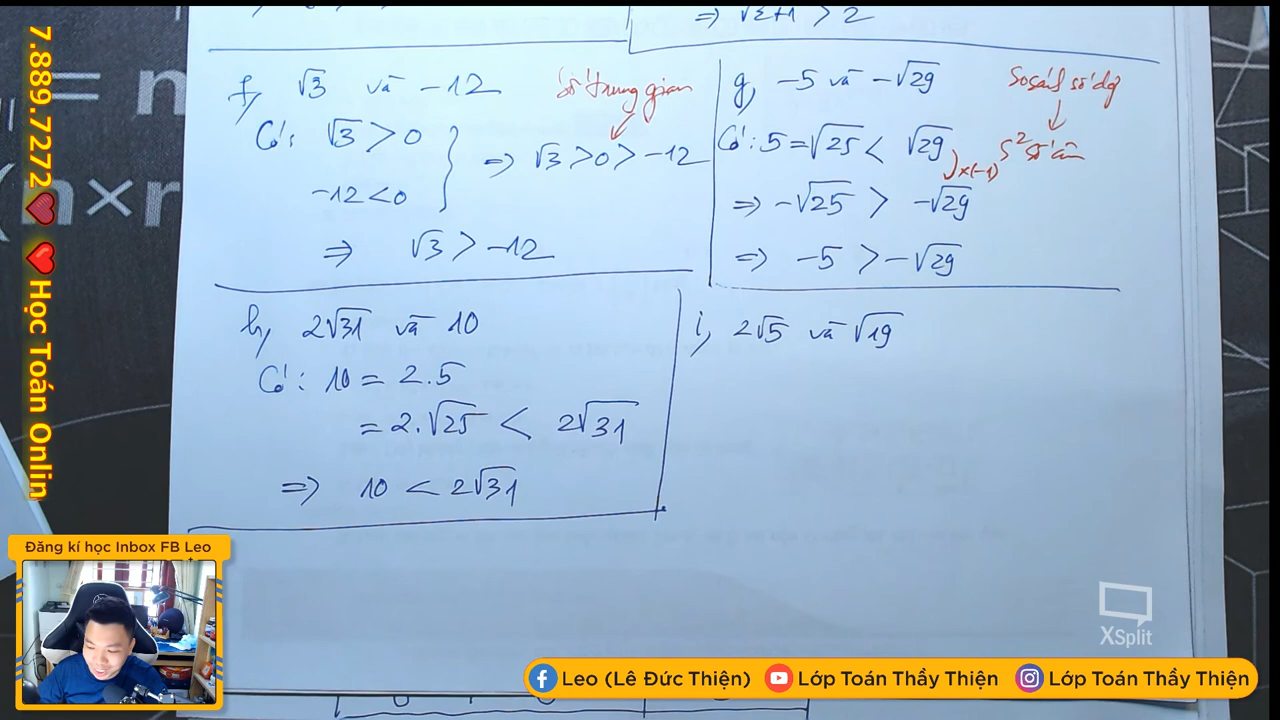 7.889.7272❤️ ❤️ Học Toán Onlin
⇒ √2+1 > 2
f, √3 và -12
số trung gian
Có: √3 > 0
-12 < 0
⇒ √3 > 0 > -12
⇒ √3 > -12
g, -5 và -√29
So sánh số dg
Có: 5 = √25 < √29
x(-1)
s² số âm
⇒ -√25 > -√29
⇒ -5 > -√29
h, 2√31 và 10
Có: 10 = 2.5
= 2.√25 < 2√31
⇒ 10 < 2√31
i, 2√5 và √19
Đăng kí học Inbox FB Leo
XSplit
Leo (Lê Đức Thiện)
Lớp Toán Thầy Thiện
Lớp Toán Thầy Thiện